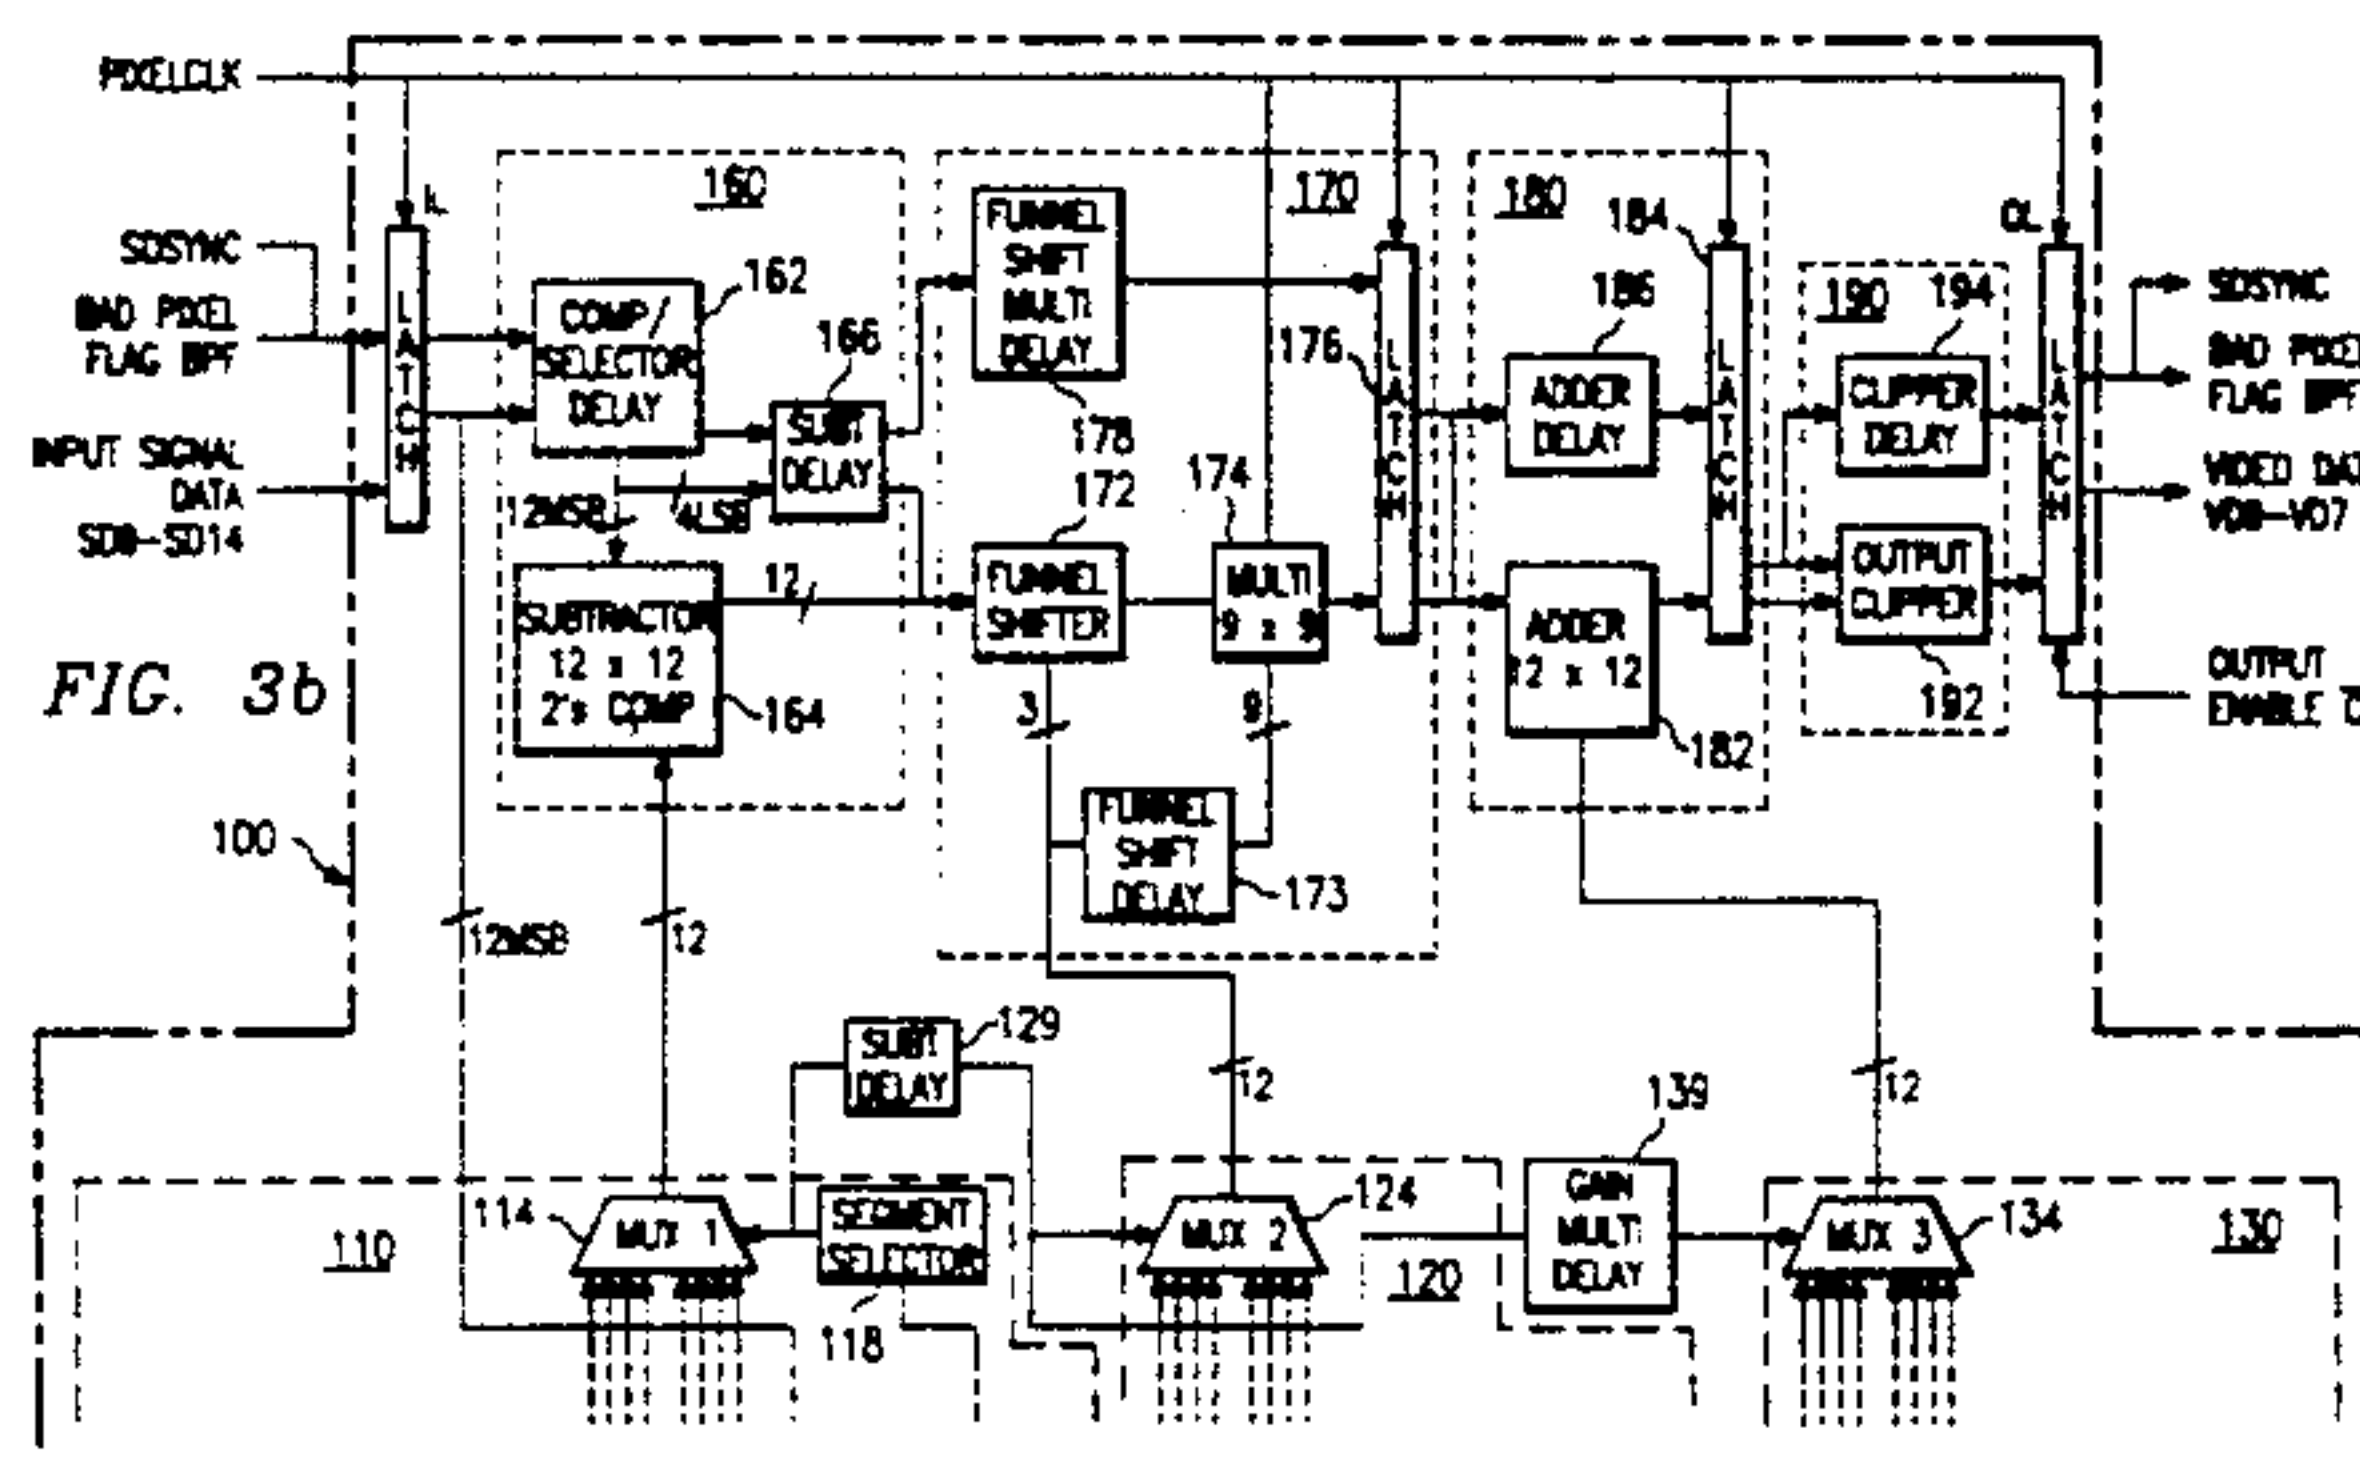 PIXELCLK
SDSYNC
BAD PIXEL
FLAG BPF
INPUT SIGNAL
DATA
SD0-SD14
FIG. 3b
100
IL
LATCH
160
COMP/
SELECTOR
DELAY
162
166
SUBT
DELAY
12MSB
4LSB
SUBTRACTOR
12 x 12
2's COMP
164
12
12MSB
12
170
FUNNEL
SHIFT
MULTI
DELAY
178
172
FUNNEL
SHIFTER
174
MULTI
9 x 9
3
9
FUNNEL
SHIFT
DELAY
173
176
LATCH
180
184
186
ADDER
DELAY
ADDER
12 x 12
182
LATCH
190
194
CLIPPER
DELAY
OUTPUT
CLIPPER
192
OL
LATCH
SDSYNC
BAD PIXEL
FLAG BPF
VIDEO DAT
VD0-VD7
OUTPUT
ENABLE
SUBT
DELAY
129
12
139
12
110
114
MUX 1
SEGMENT
SELECTOR
118
MUX 2
124
120
GAIN
MULTI
DELAY
MUX 3
134
130